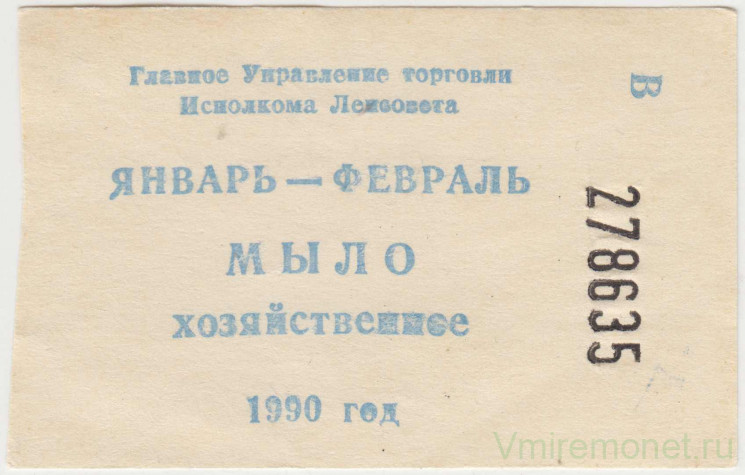 Главное Управление торговли
Исполкома Ленсовета
ЯНВАРЬ — ФЕВРАЛЬ
МЫЛО
хозяйственное
1990 год
В
278635
Vmiremonet.ru